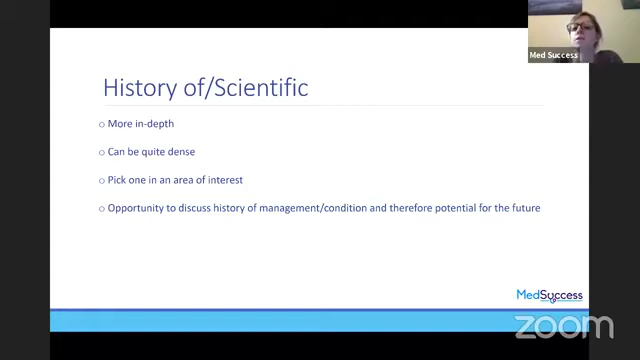 Med Success
History of/Scientific
o More in-depth
o Can be quite dense
o Pick one in an area of interest
o Opportunity to discuss history of management/condition and therefore potential for the future
MedSuccess
zoom